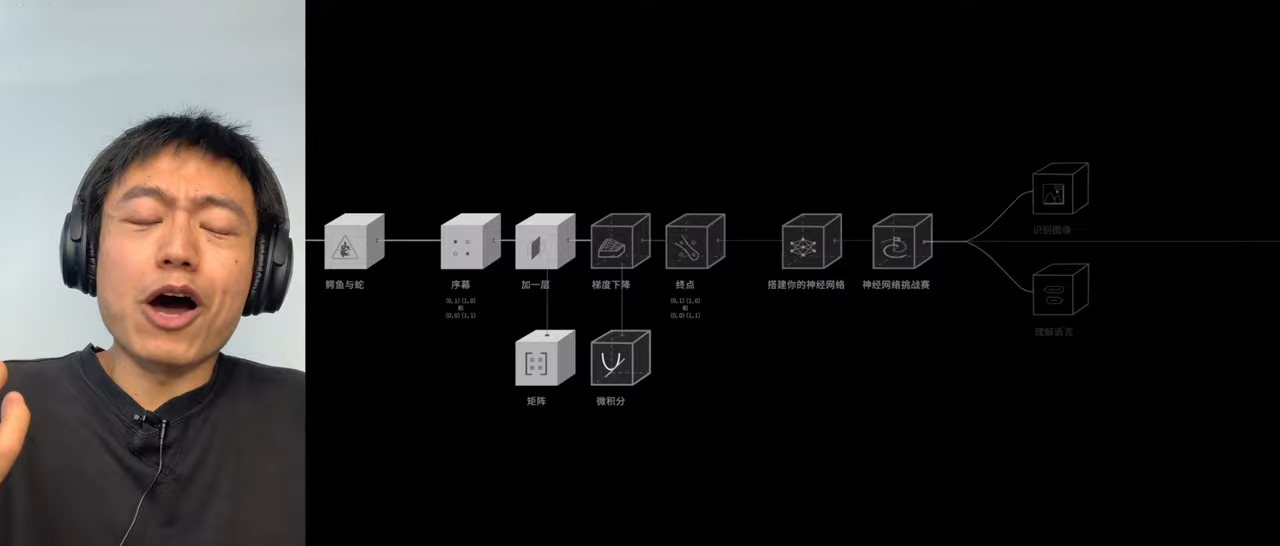 鳄鱼与蛇
序幕
(0,1)(1,0)
和
(0,0)(1,1)
加一层
梯度下降
终点
(0,1)(1,0)
和
(0,0)(1,1)
搭建你的神经网络
神经网络挑战赛
识别图像
理解语言
矩阵
微积分